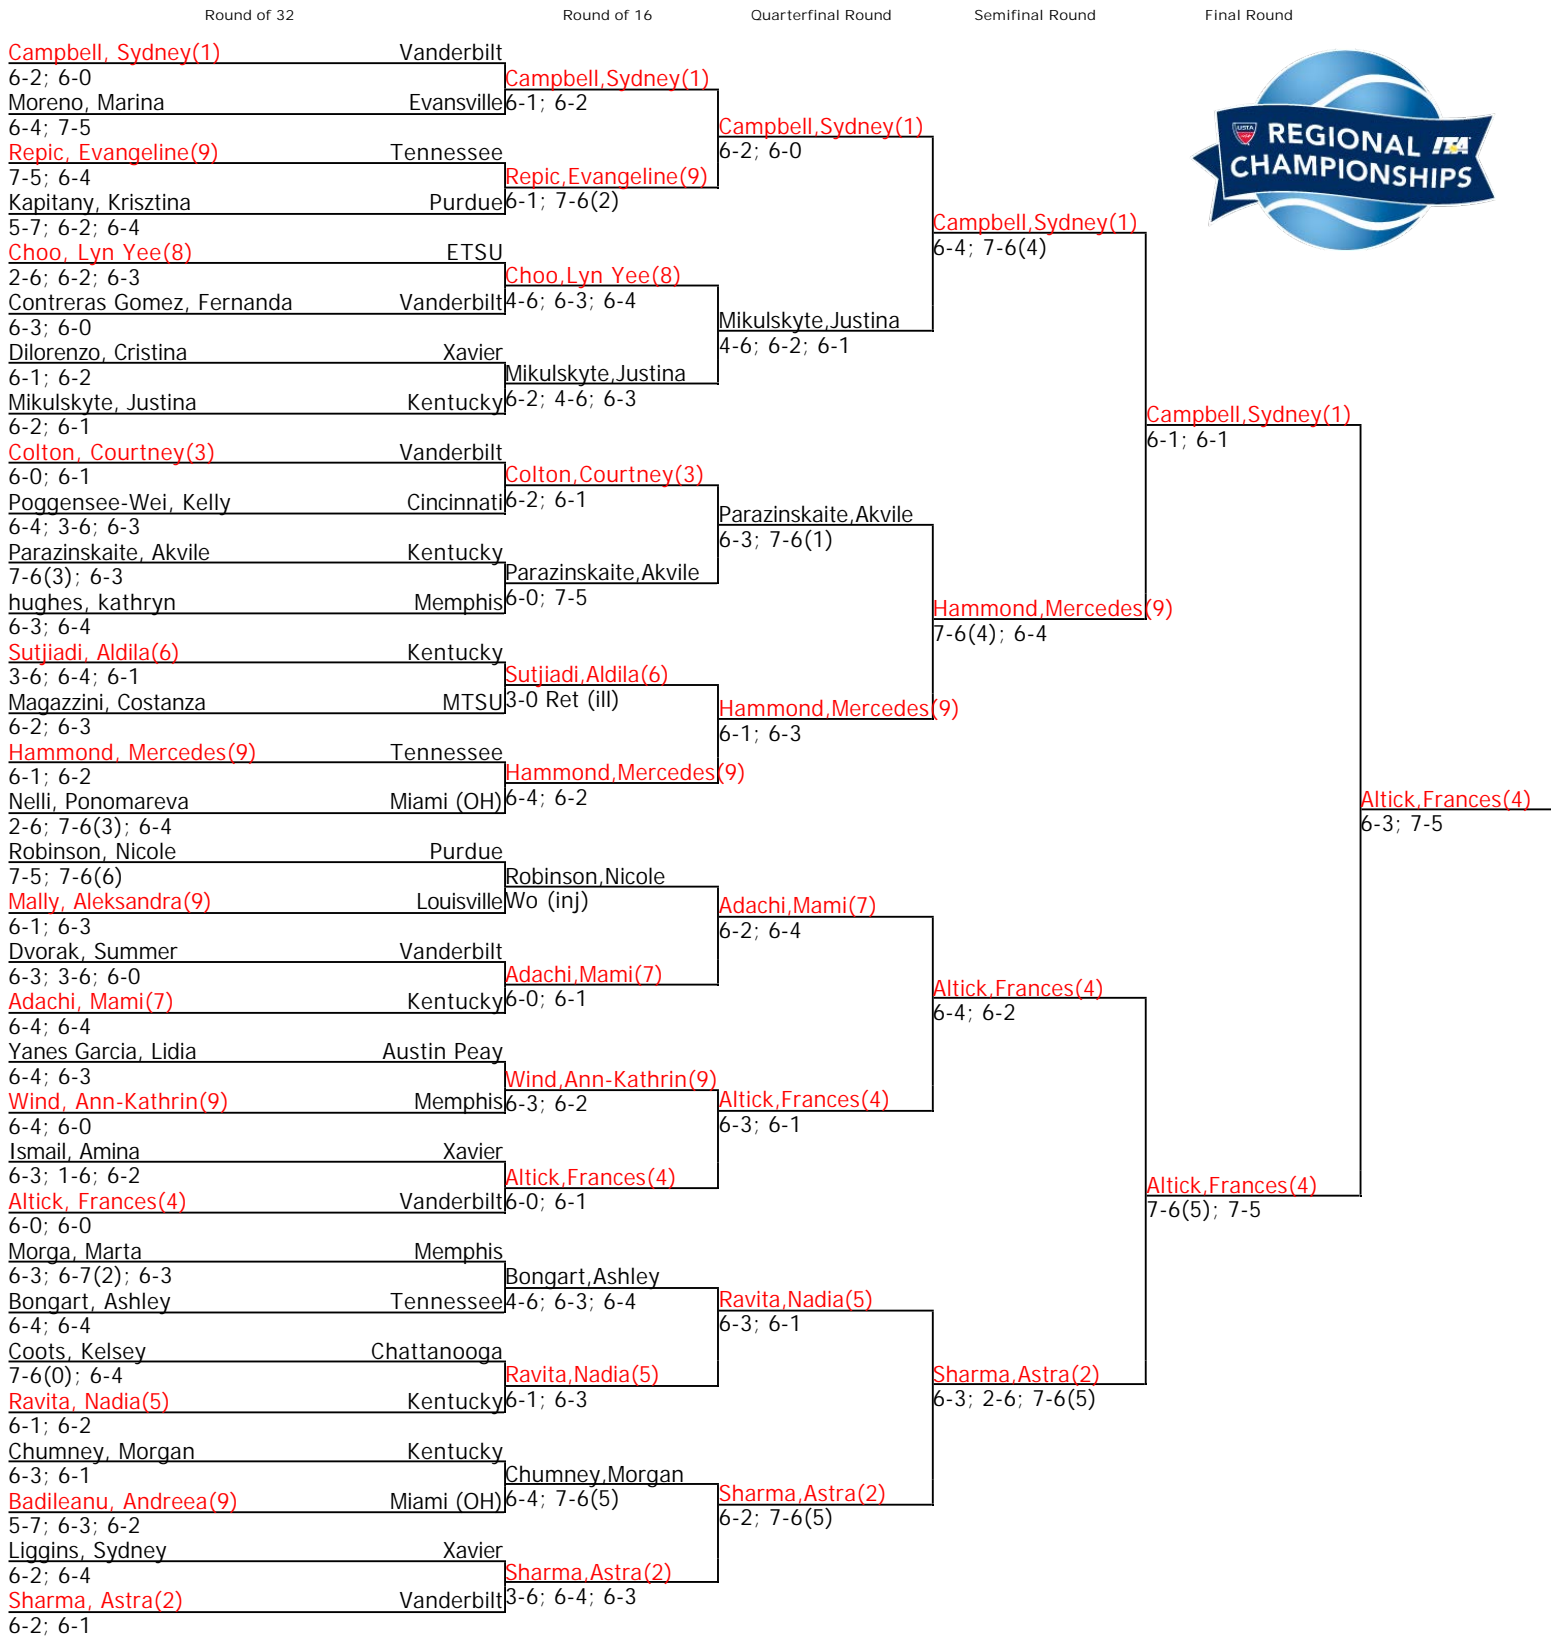 Round of 32 Round of 16 Quarterfinal Round Semifinal Round Final Round
Campbell, Sydney(1) Vanderbilt
6-2; 6-0
Moreno, Marina Evansville
6-4; 7-5
Repic, Evangeline(9) Tennessee
7-5; 6-4
Kapitany, Krisztina Purdue
5-7; 6-2; 6-4
Choo, Lyn Yee(8) ETSU
2-6; 6-2; 6-3
Contreras Gomez, Fernanda Vanderbilt
6-3; 6-0
Dilorenzo, Cristina Xavier
6-1; 6-2
Mikulskyte, Justina Kentucky
6-2; 6-1
Colton, Courtney(3) Vanderbilt
6-0; 6-1
Poggensee-Wei, Kelly Cincinnati
6-4; 3-6; 6-3
Parazinskaite, Akvile Kentucky
7-6(3); 6-3
hughes, kathryn Memphis
6-3; 6-4
Sutjiadi, Aldila(6) Kentucky
3-6; 6-4; 6-1
Magazzini, Costanza MTSU
6-2; 6-3
Hammond, Mercedes(9) Tennessee
6-1; 6-2
Nelli, Ponomareva Miami (OH)
2-6; 7-6(3); 6-4
Robinson, Nicole Purdue
7-5; 7-6(6)
Mally, Aleksandra(9) Louisville
6-1; 6-3
Dvorak, Summer Vanderbilt
6-3; 3-6; 6-0
Adachi, Mami(7) Kentucky
6-4; 6-4
Yanes Garcia, Lidia Austin Peay
6-4; 6-3
Wind, Ann-Kathrin(9) Memphis
6-4; 6-0
Ismail, Amina Xavier
6-3; 1-6; 6-2
Altick, Frances(4) Vanderbilt
6-0; 6-0
Morga, Marta Memphis
6-3; 6-7(2); 6-3
Bongart, Ashley Tennessee
6-4; 6-4
Coots, Kelsey Chattanooga
7-6(0); 6-4
Ravita, Nadia(5) Kentucky
6-1; 6-2
Chumney, Morgan Kentucky
6-3; 6-1
Badileanu, Andreea(9) Miami (OH)
5-7; 6-3; 6-2
Liggins, Sydney Xavier
6-2; 6-4
Sharma, Astra(2) Vanderbilt
6-2; 6-1
Campbell,Sydney(1)
6-1; 6-2
Repic,Evangeline(9)
6-1; 7-6(2)
Choo,Lyn Yee(8)
4-6; 6-3; 6-4
Mikulskyte,Justina
6-2; 4-6; 6-3
Colton,Courtney(3)
6-2; 6-1
Parazinskaite,Akvile
6-0; 7-5
Sutjiadi,Aldila(6)
3-0 Ret (ill)
Hammond,Mercedes(9)
6-4; 6-2
Robinson,Nicole
Wo (inj)
Adachi,Mami(7)
6-0; 6-1
Wind,Ann-Kathrin(9)
6-3; 6-2
Altick,Frances(4)
6-0; 6-1
Bongart,Ashley
4-6; 6-3; 6-4
Ravita,Nadia(5)
6-1; 6-3
Chumney,Morgan
6-4; 7-6(5)
Sharma,Astra(2)
3-6; 6-4; 6-3
Campbell,Sydney(1)
6-2; 6-0
Mikulskyte,Justina
4-6; 6-2; 6-1
Parazinskaite,Akvile
6-3; 7-6(1)
Hammond,Mercedes(9)
6-1; 6-3
Adachi,Mami(7)
6-2; 6-4
Altick,Frances(4)
6-3; 6-1
Ravita,Nadia(5)
6-3; 6-1
Sharma,Astra(2)
6-2; 7-6(5)
Campbell,Sydney(1)
6-4; 7-6(4)
Hammond,Mercedes(9)
7-6(4); 6-4
Altick,Frances(4)
6-4; 6-2
Sharma,Astra(2)
6-3; 2-6; 7-6(5)
Campbell,Sydney(1)
6-1; 6-1
Altick,Frances(4)
7-6(5); 7-5
Altick,Frances(4)
6-3; 7-5
USTA REGIONAL ITA
CHAMPIONSHIPS